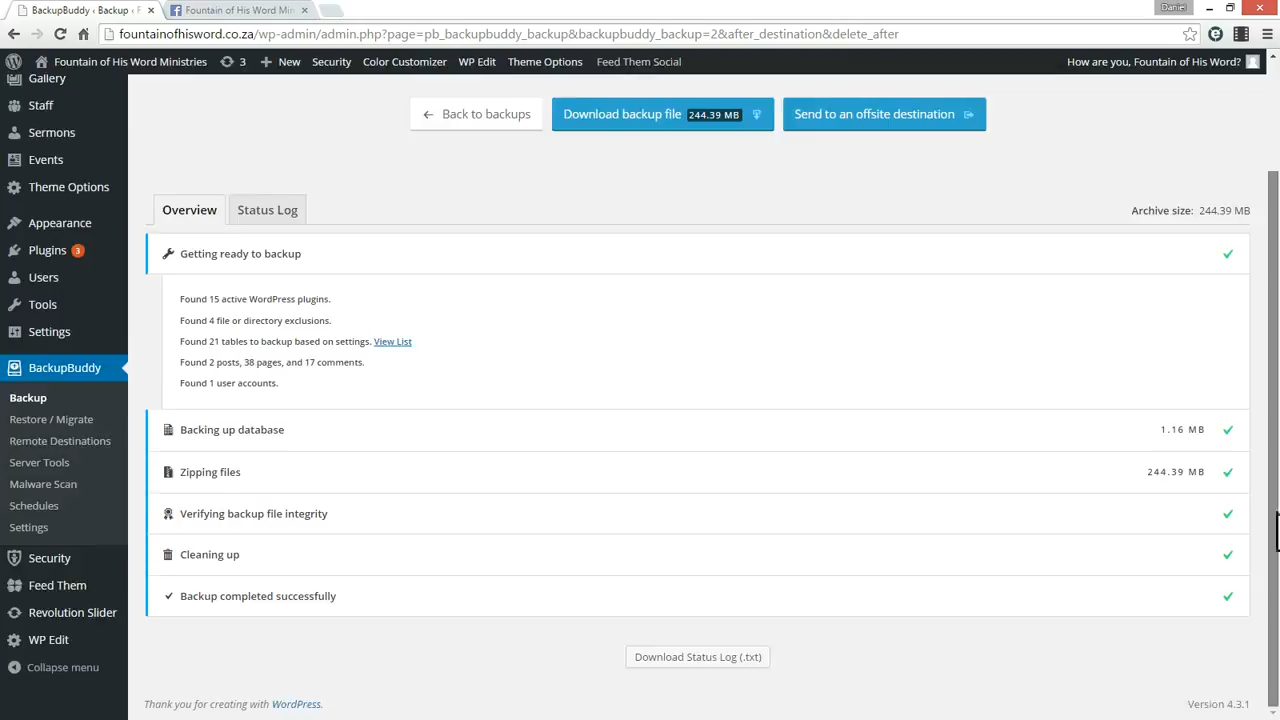 BackupBuddy ‹ Backup ‹ F
Fountain of His Word Min
Daniel
fountainofhisword.co.za/wp-admin/admin.php?page=pb_backupbuddy_backup&backupbuddy_backup=2&after_destination&delete_after
Fountain of His Word Ministries 3 New Security Color Customizer WP Edit Theme Options Feed Them Social How are you, Fountain of His Word?
Gallery
Staff
Sermons
Events
Theme Options
Appearance
Plugins 3
Users
Tools
Settings
BackupBuddy
Backup
Restore / Migrate
Remote Destinations
Server Tools
Malware Scan
Schedules
Settings
Security
Feed Them
Revolution Slider
WP Edit
Collapse menu
Back to backups
Download backup file 244.39 MB
Send to an offsite destination
Overview
Status Log
Archive size: 244.39 MB
Getting ready to backup
Found 15 active WordPress plugins.
Found 4 file or directory exclusions.
Found 21 tables to backup based on settings. View List
Found 2 posts, 38 pages, and 17 comments.
Found 1 user accounts.
Backing up database 1.16 MB
Zipping files 244.39 MB
Verifying backup file integrity
Cleaning up
Backup completed successfully
Download Status Log (.txt)
Thank you for creating with WordPress.
Version 4.3.1